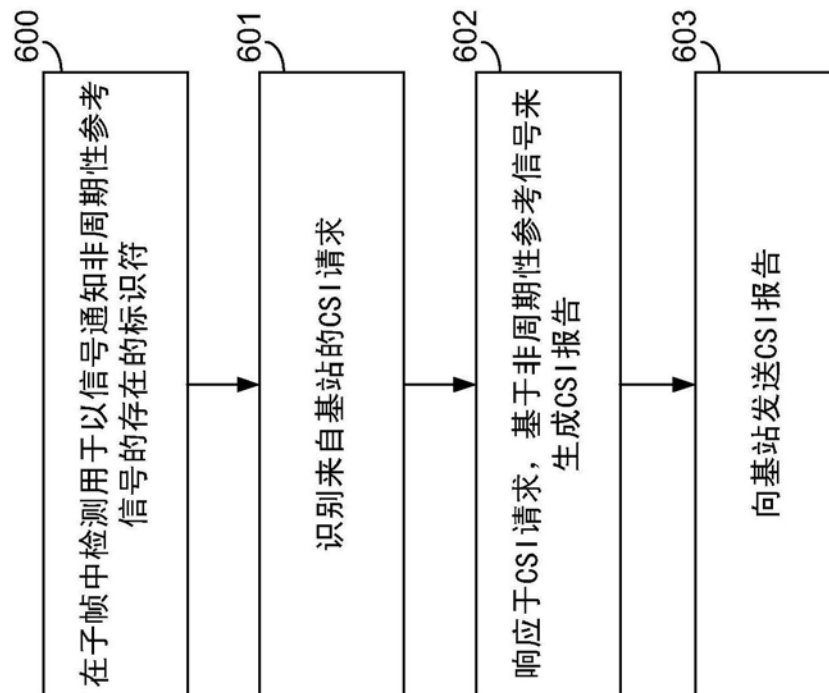 600
在子帧中检测用于以信号通知非周期性参考
信号的存在的标识符
601
识别来自基站的CSI请求
602
响应于CSI请求，基于非周期性参考信号来
生成CSI报告
603
向基站发送CSI报告